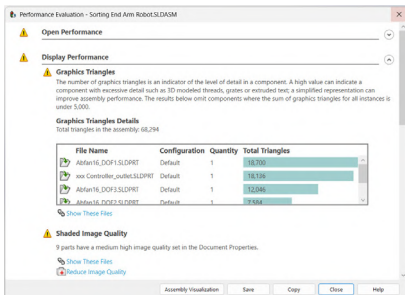 Performance Evaluation - Sorting End Arm Robot.SLDASM
Open Performance
Display Performance
Graphics Triangles
The number of graphics triangles is an indicator of the level of detail in a component. A high value can indicate a
component with excessive detail such as 3D modeled threads, grates or extruded text; a simplified representation can
improve assembly performance. The results below omit components where the sum of graphics triangles for all instances is
under 5,000.
Graphics Triangles Details
Total triangles in the assembly: 68,294
File Name Configuration Quantity Total Triangles
Abfan16_DOF1.SLDPRT Default 1 18,700
xxx Controller_outlet.SLDPRT Default 1 18,136
Abfan16_DOF3.SLDPRT Default 1 12,046
Abfan16_DOF2.SLDPRT Default 1 7,584
Show These Files
Shaded Image Quality
9 parts have a medium high image quality set in the Document Properties.
Show These Files
Reduce Image Quality
Assembly Visualization Save Copy Close Help